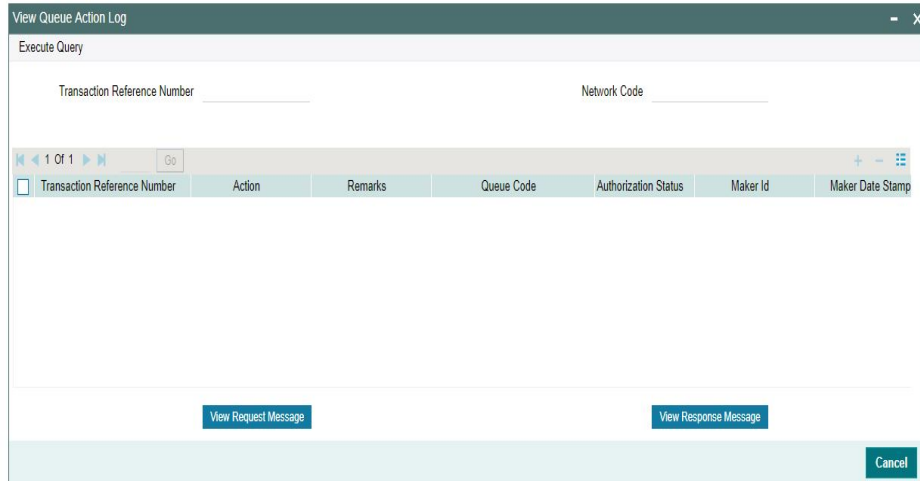 View Queue Action Log
Execute Query
Transaction Reference Number Network Code
1 Of 1 Go
Transaction Reference Number Action Remarks Queue Code Authorization Status Maker Id Maker Date Stamp
View Request Message View Response Message
Cancel